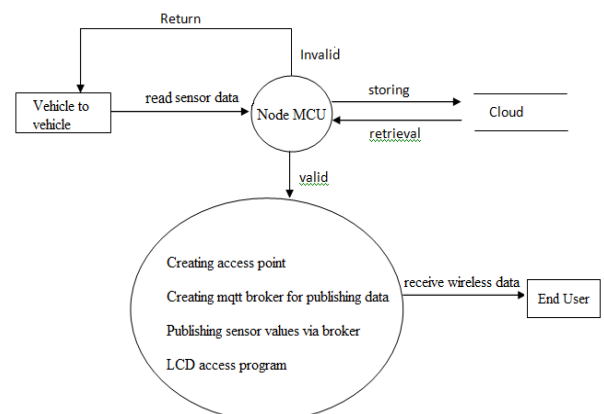 Return
Invalid
Vehicle to
vehicle
read sensor data
Node MCU
storing
retrieval
Cloud
valid
Creating access point
Creating mqtt broker for publishing data
Publishing sensor values via broker
LCD access program
receive wireless data
End User